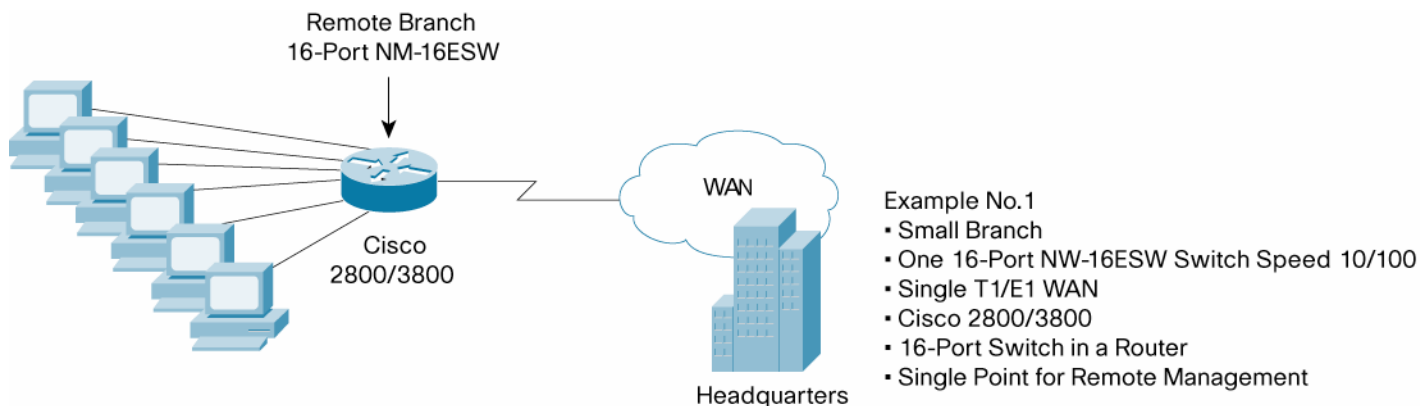 Remote Branch
16-Port NM-16ESW
Cisco
2800/3800
WAN
Headquarters
Example No.1
▪ Small Branch
▪ One 16-Port NW-16ESW Switch Speed 10/100
▪ Single T1/E1 WAN
▪ Cisco 2800/3800
▪ 16-Port Switch in a Router
▪ Single Point for Remote Management